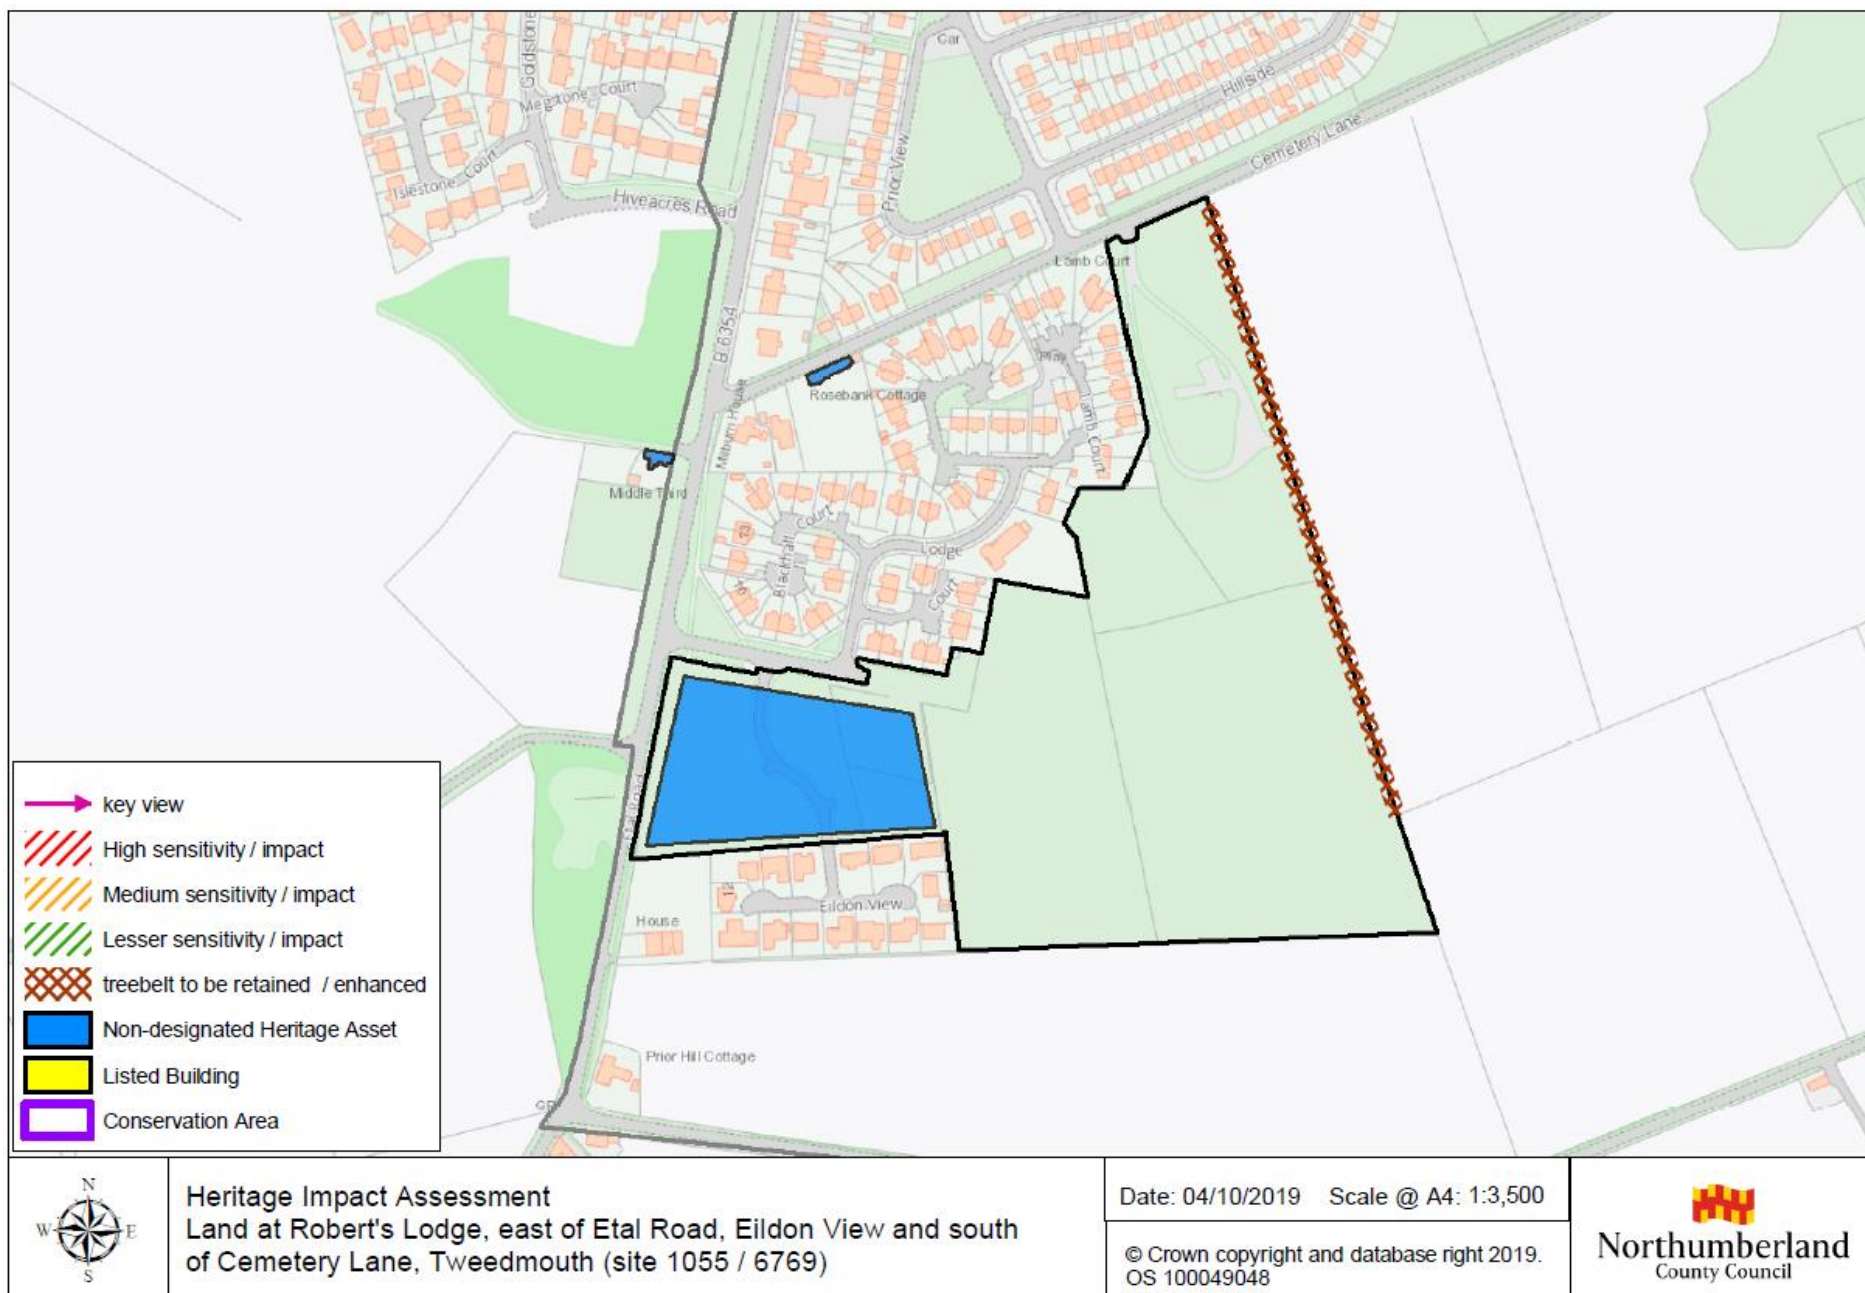 Car
Goldstone
Megstone Court
Hillside
Islestone Court
Prior View
Cemetery Lane
Hiveacres Road
Lamb Court
B 6354
Play
Rosebank Cottage
Milburn House
Lamb Court
Middle Third
13
Court
Blackhall
Lodge
Court
Etal Road
12
Eildon View
House
Prior Hill Cottage
key view
High sensitivity / impact
Medium sensitivity / impact
Lesser sensitivity / impact
treebelt to be retained / enhanced
Non-designated Heritage Asset
Listed Building
Conservation Area
N
W E
S
Heritage Impact Assessment
Land at Robert's Lodge, east of Etal Road, Eildon View and south
of Cemetery Lane, Tweedmouth (site 1055 / 6769)
Date: 04/10/2019 Scale @ A4: 1:3,500
© Crown copyright and database right 2019.
OS 100049048
Northumberland
County Council